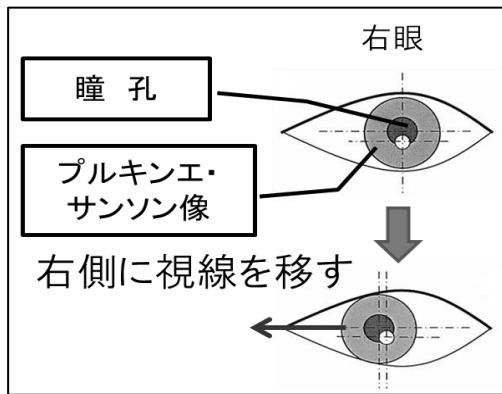 右眼
瞳 孔
プルキンエ・
サンソン像
右側に視線を移す